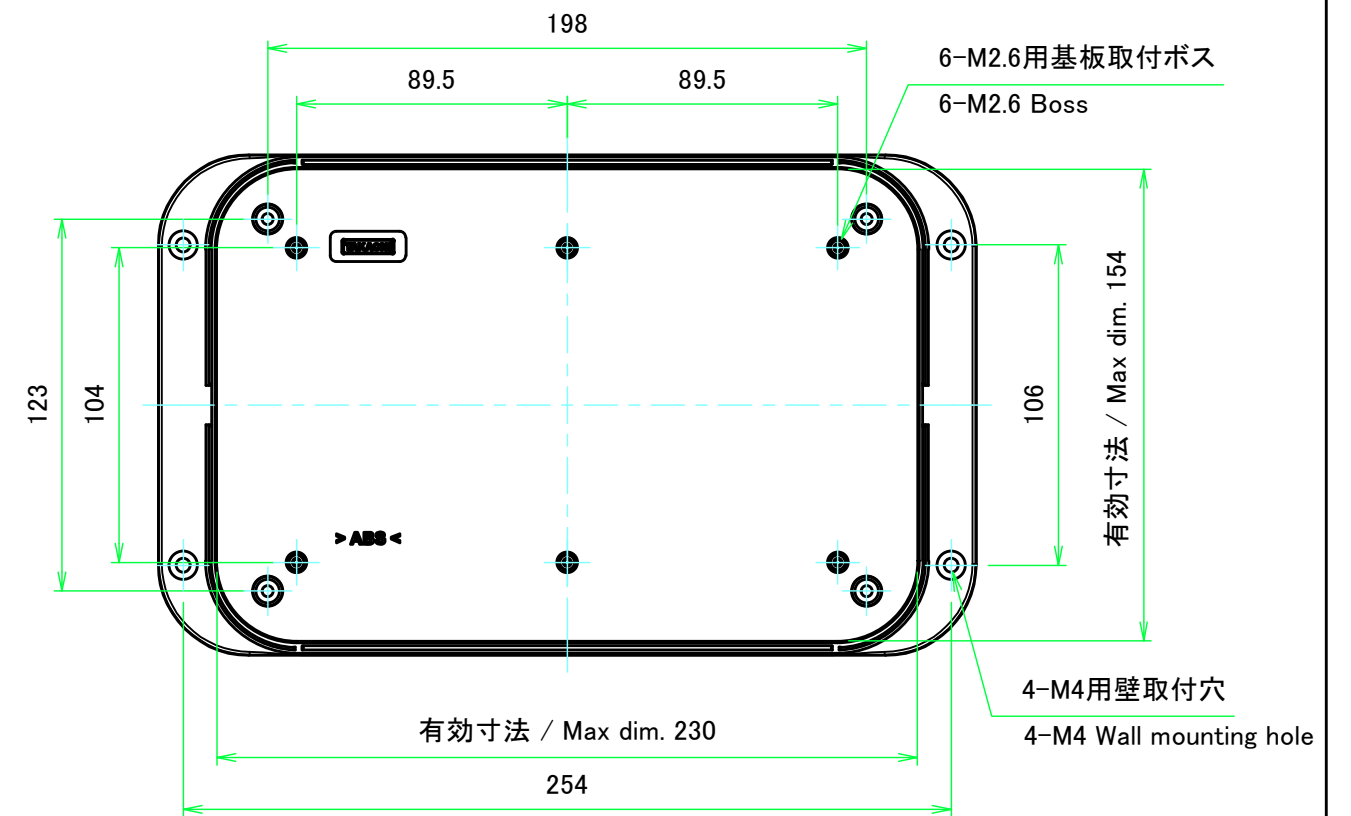 198
89.5
89.5
6-M2.6用基板取付ボス
6-M2.6 Boss
123
104
106
有効寸法 / Max dim. 154
> ABS <
4-M4用壁取付穴
4-M4 Wall mounting hole
有効寸法 / Max dim. 230
254